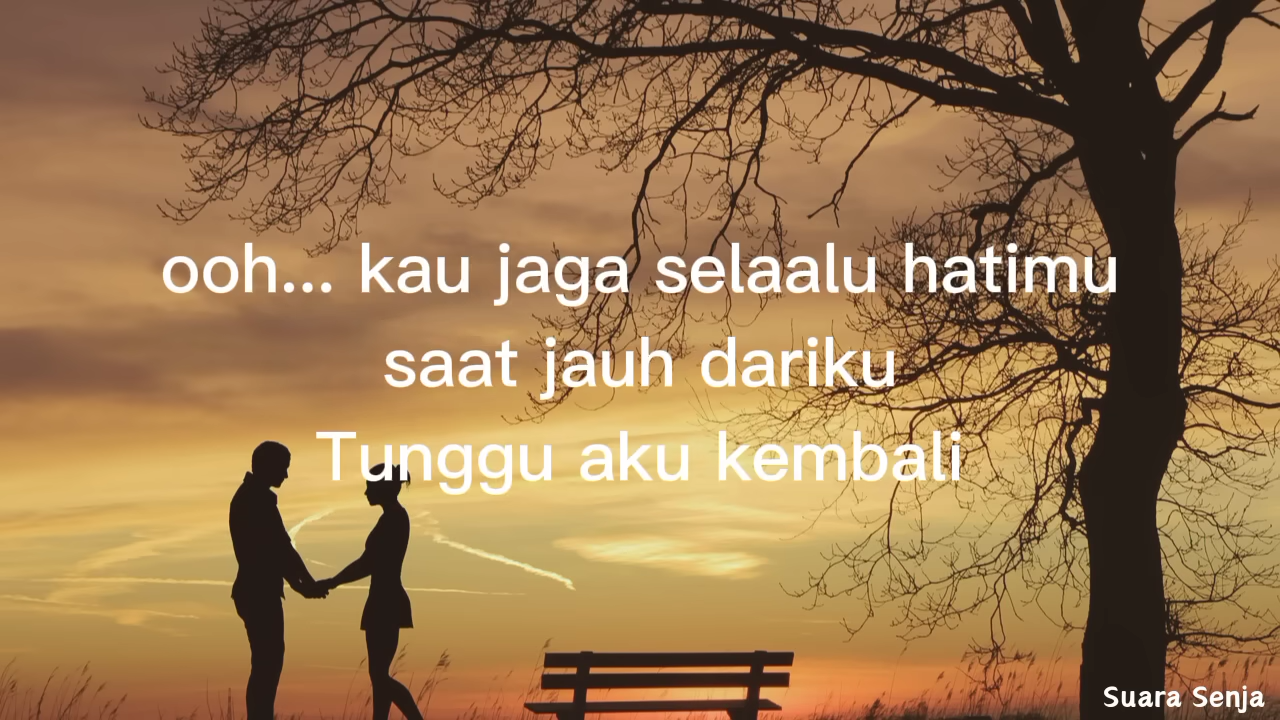 ooh... kau jaga selaalu hatimu
saat jauh dariku
Tunggu aku kembali
Suara Senja